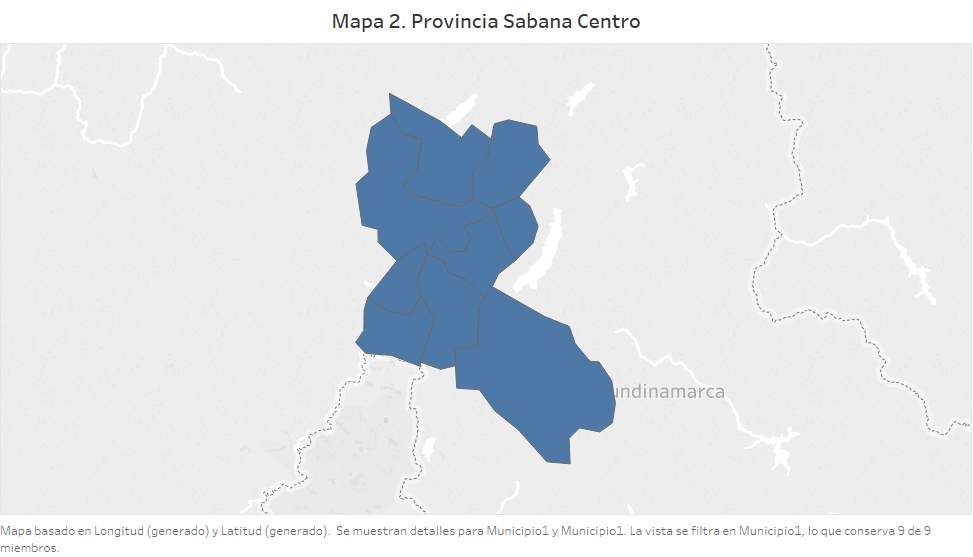 Mapa 2. Provincia Sabana Centro
undinamarca
Mapa basado en Longitud (generado) y Latitud (generado).  Se muestran detalles para Municipio1 y Municipio1. La vista se filtra en Municipio1, lo que conserva 9 de 9
miembros.